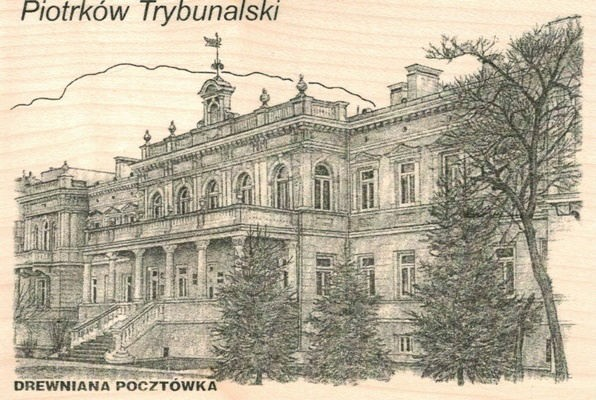 Piotrków Trybunalski
DREWNIANA POCZTÓWKA